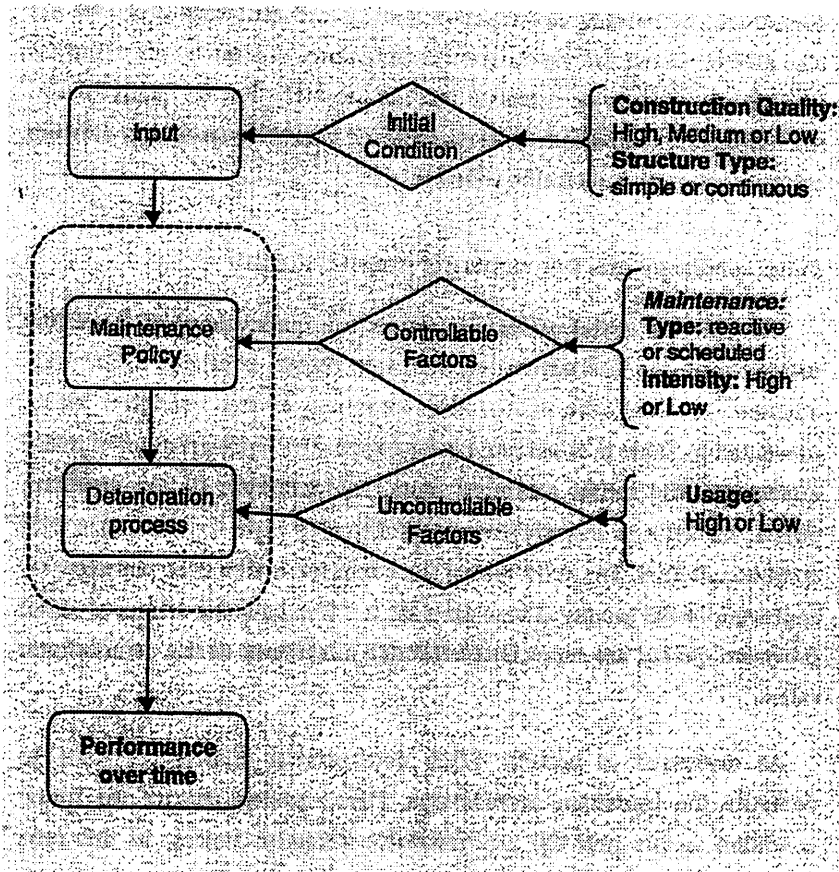 Input
Initial
Condition
Construction Quality:
High, Medium or Low
Structure Type:
simple or continuous
Maintenance
Policy
Controllable
Factors
Maintenance:
Type: reactive
or scheduled
Intensity: High
or Low
Deterioration
process
Uncontrollable
Factors
Usage:
High or Low
Performance
over time